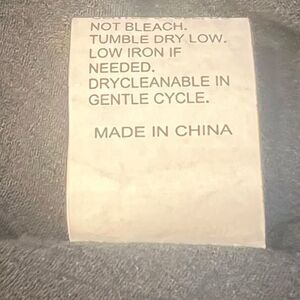 NOT BLEACH.
TUMBLE DRY LOW.
LOW IRON IF
NEEDED.
DRYCLEANABLE IN
GENTLE CYCLE.
MADE IN CHINA